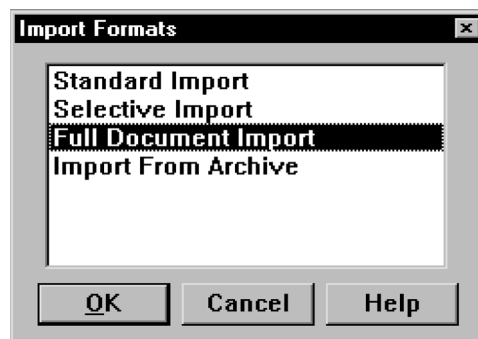 Import Formats
Standard Import
Selective Import
Full Document Import
Import From Archive
OK Cancel Help